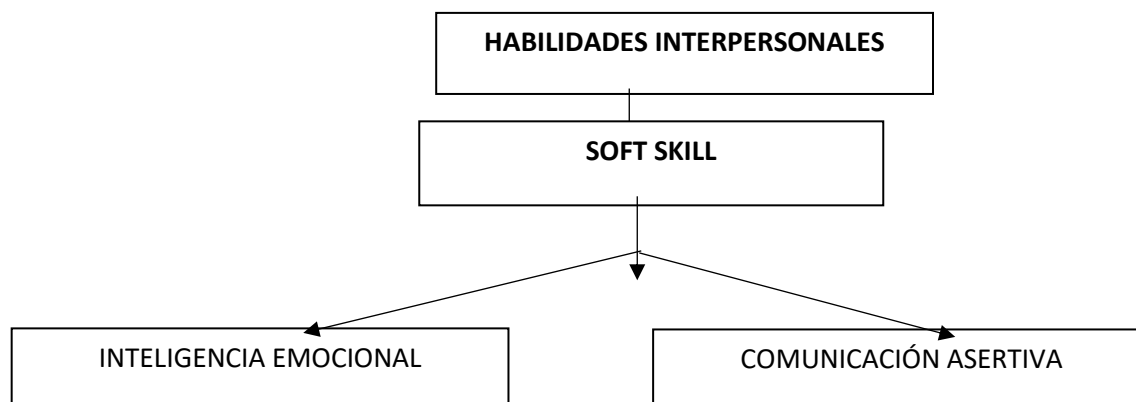 HABILIDADES INTERPERSONALES
SOFT SKILL
INTELIGENCIA EMOCIONAL
COMUNICACIÓN ASERTIVA